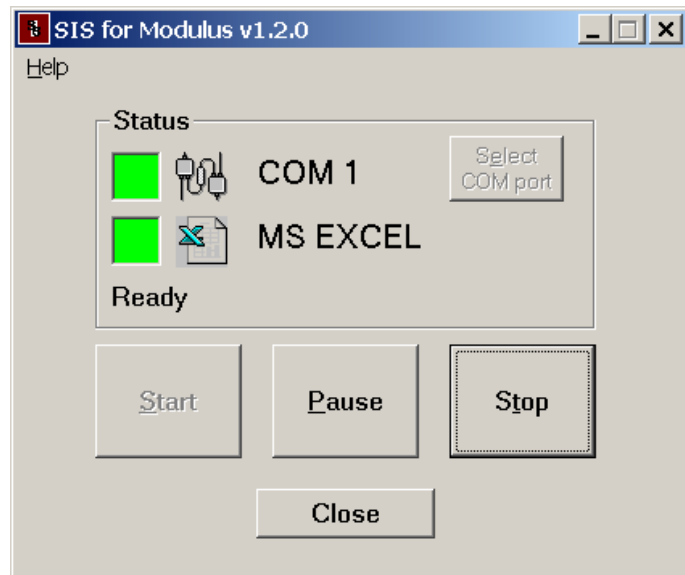 SIS for Modulus v1.2.0
Help
Status
COM 1
Select
COM port
MS EXCEL
Ready
Start
Pause
Stop
Close